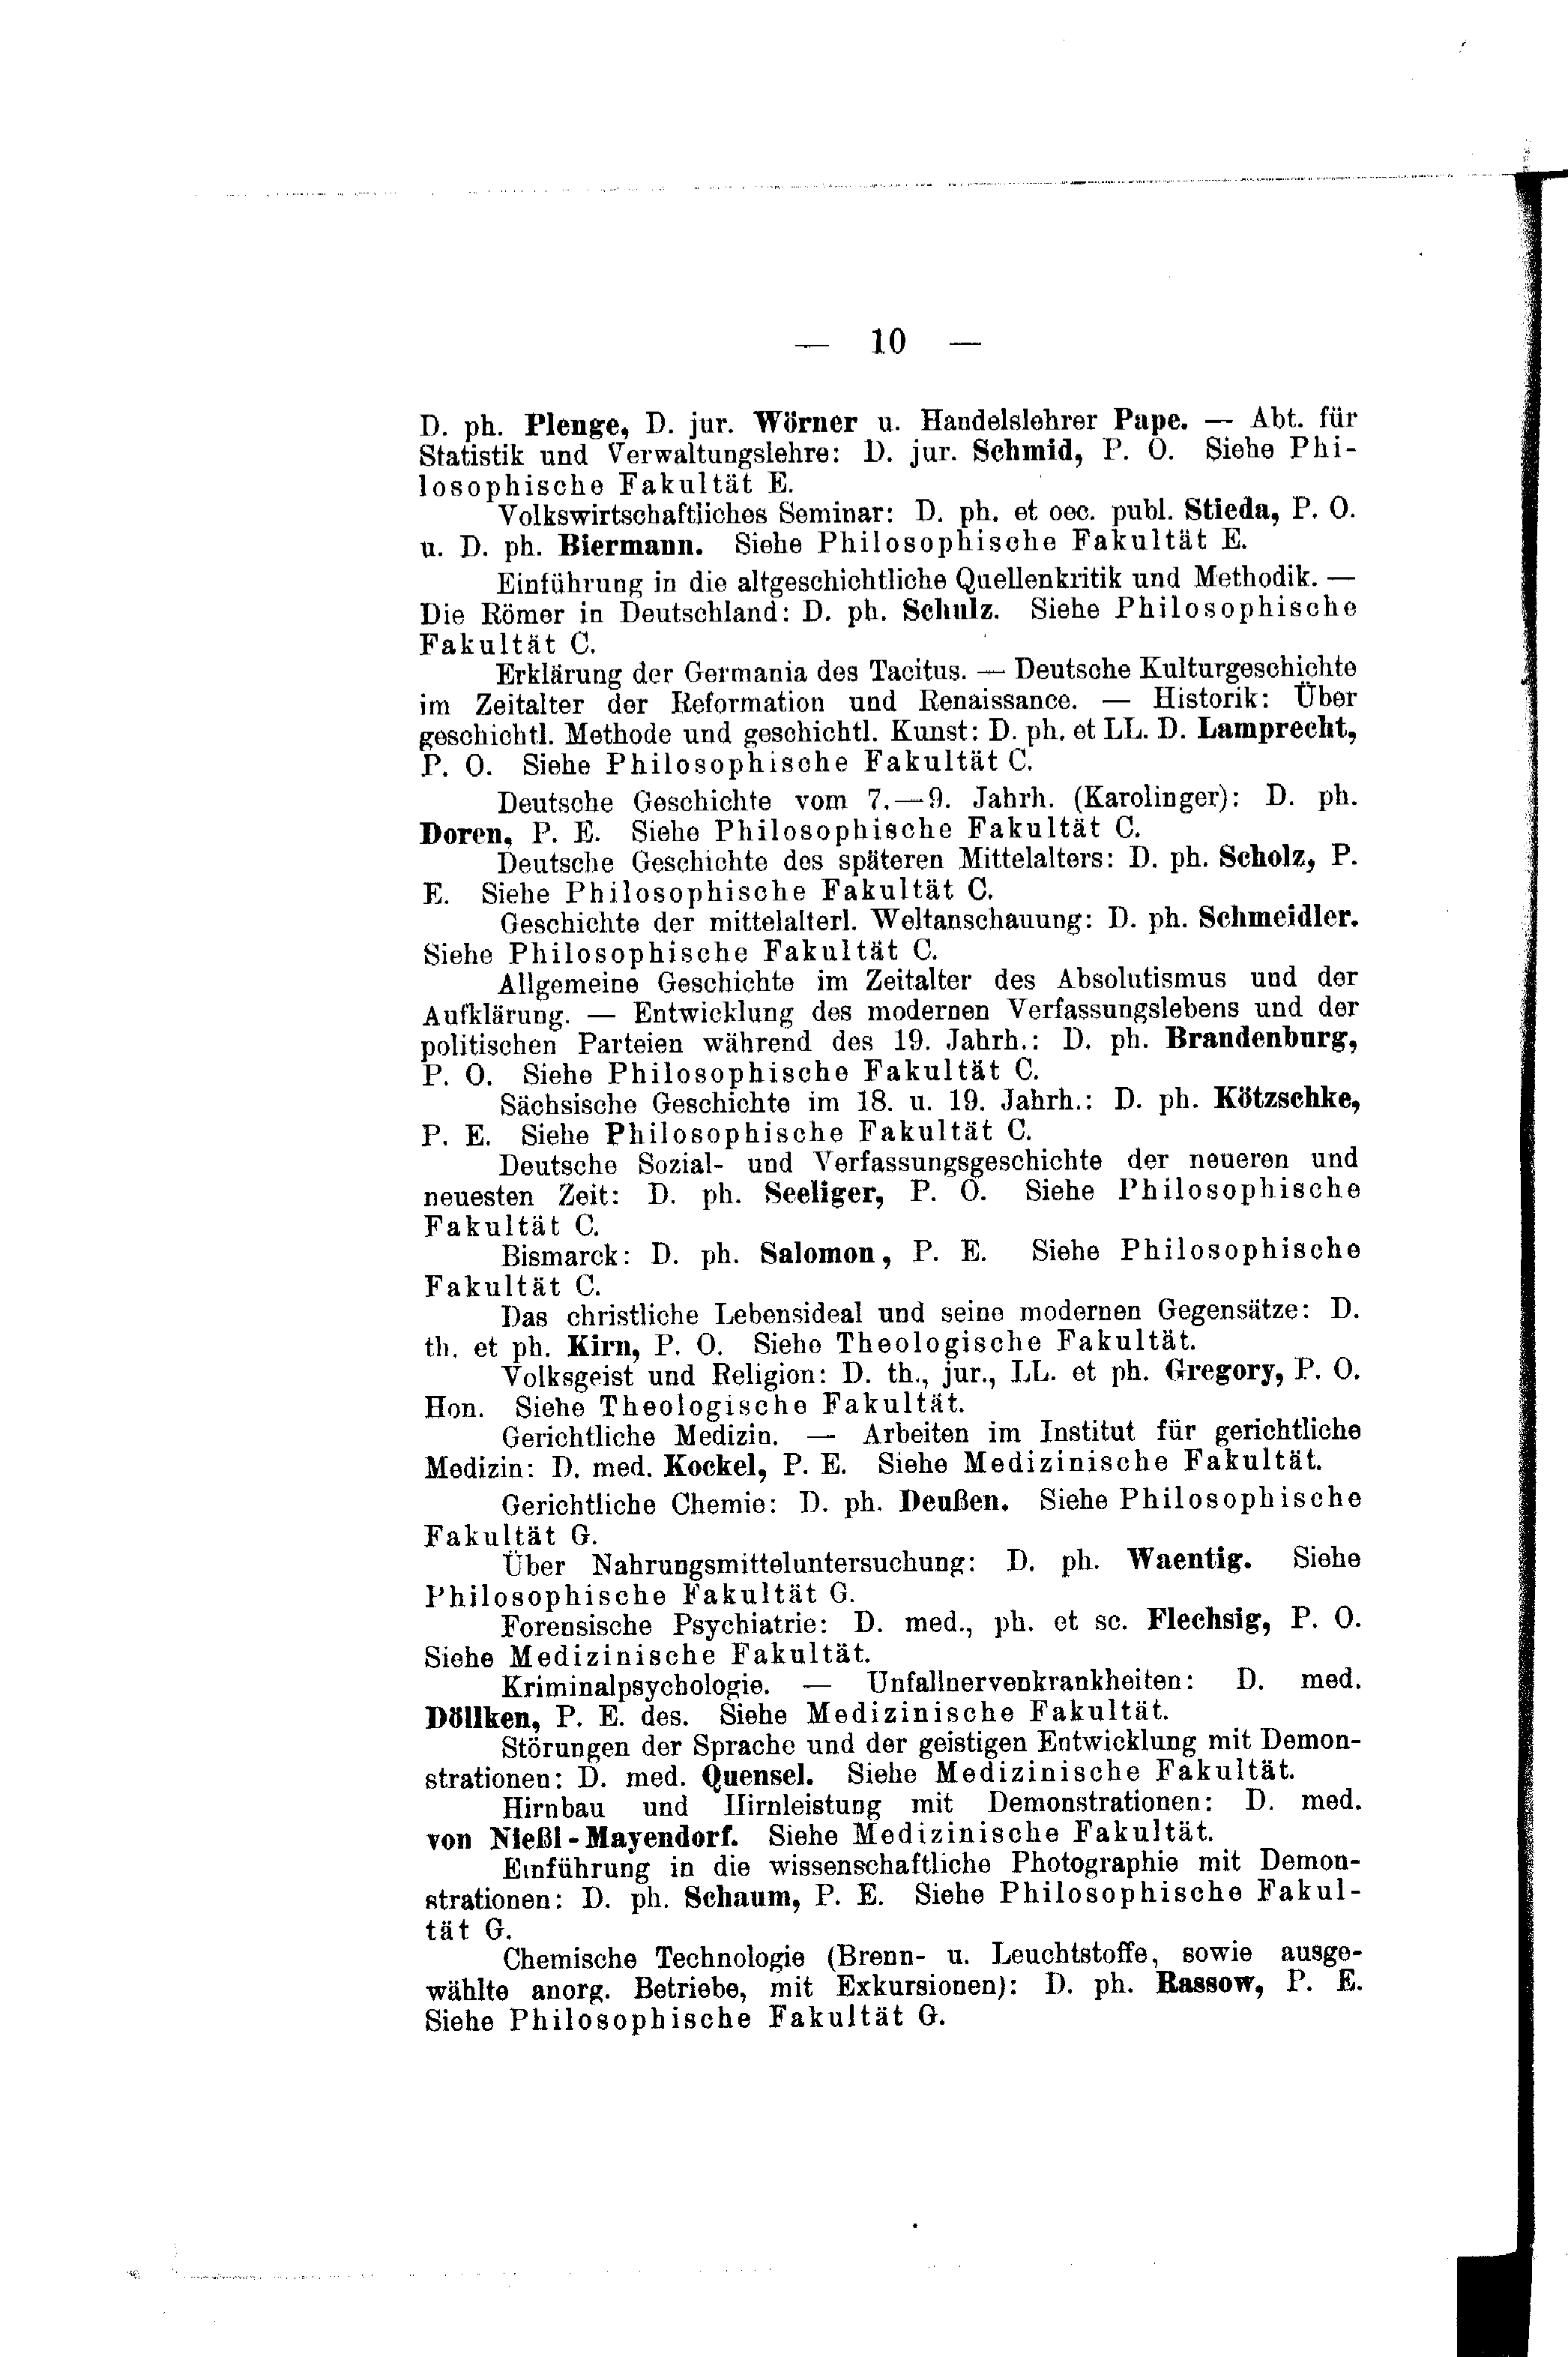 — 10 —
D. ph. Plenge, D. jur. Wörner u. Handelslehrer Pape. — Abt. für
Statistik und Verwaltungslehre: D. jur. Schmid, P. O. Siehe Phi-
losophische Fakultät E.
Volkswirtschaftliches Seminar: D. ph. et oec. publ. Stieda, P. O.
u. D. ph. Biermann. Siehe Philosophische Fakultät E.
Einführung in die altgeschichtliche Quellenkritik und Methodik. —
Die Römer in Deutschland: D. ph. Schulz. Siehe Philosophische
Fakultät C.
Erklärung der Germania des Tacitus. — Deutsche Kulturgeschichte
im Zeitalter der Reformation und Renaissance. — Historik: Über
geschichtl. Methode und geschichtl. Kunst: D. ph. et LL. D. Lamprecht,
P. O. Siehe Philosophische Fakultät C.
Deutsche Geschichte vom 7.—9. Jahrh. (Karolinger): D. ph.
Doren, P. E. Siehe Philosophische Fakultät C.
Deutsche Geschichte des späteren Mittelalters: D. ph. Scholz, P.
E. Siehe Philosophische Fakultät C.
Geschichte der mittelalterl. Weltanschauung: D. ph. Schmeidler.
Siehe Philosophische Fakultät C.
Allgemeine Geschichte im Zeitalter des Absolutismus und der
Aufklärung. — Entwicklung des modernen Verfassungslebens und der
politischen Parteien während des 19. Jahrh.: D. ph. Brandenburg,
P. O. Siehe Philosophische Fakultät C.
Sächsische Geschichte im 18. u. 19. Jahrh.: D. ph. Kötzschke,
P. E. Siehe Philosophische Fakultät C.
Deutsche Sozial- und Verfassungsgeschichte der neueren und
neuesten Zeit: D. ph. Seeliger, P. O. Siehe Philosophische
Fakultät C.
Bismarck: D. ph. Salomon, P. E. Siehe Philosophische
Fakultät C.
Das christliche Lebensideal und seine modernen Gegensätze: D.
th. et ph. Kirn, P. O. Siehe Theologische Fakultät.
Volksgeist und Religion: D. th., jur., LL. et ph. Gregory, P. O.
Hon. Siehe Theologische Fakultät.
Gerichtliche Medizin. — Arbeiten im Institut für gerichtliche
Medizin: D. med. Kockel, P. E. Siehe Medizinische Fakultät.
Gerichtliche Chemie: D. ph. Deußen. Siehe Philosophische
Fakultät G.
Über Nahrungsmitteluntersuchung: D. ph. Waentig. Siehe
Philosophische Fakultät G.
Forensische Psychiatrie: D. med., ph. et sc. Flechsig, P. O.
Siehe Medizinische Fakultät.
Kriminalpsychologie. — Unfallnervenkrankheiten: D. med.
Döllken, P. E. des. Siehe Medizinische Fakultät.
Störungen der Sprache und der geistigen Entwicklung mit Demon-
strationen: D. med. Quensel. Siehe Medizinische Fakultät.
Hirnbau und Hirnleistung mit Demonstrationen: D. med.
von Nießl-Mayendorf. Siehe Medizinische Fakultät.
Einführung in die wissenschaftliche Photographie mit Demon-
strationen: D. ph. Schaum, P. E. Siehe Philosophische Fakul-
tät G.
Chemische Technologie (Brenn- u. Leuchtstoffe, sowie ausge-
wählte anorg. Betriebe, mit Exkursionen): D. ph. Rassow, P. E.
Siehe Philosophische Fakultät G.